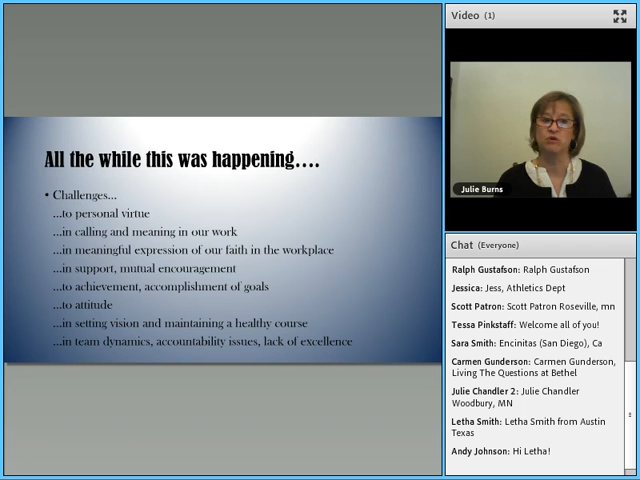 Video (1)
All the while this was happening….
• Challenges...
...to personal virtue
...in calling and meaning in our work
...in meaningful expression of our faith in the workplace
...in support, mutual encouragement
...to achievement, accomplishment of goals
...to attitude
...in setting vision and maintaining a healthy course
...in team dynamics, accountability issues, lack of excellence
Julie Burns
Chat (Everyone)
Ralph Gustafson: Ralph Gustafson
Jessica: Jess, Athletics Dept
Scott Patron: Scott Patron Roseville, mn
Tessa Pinkstaff: Welcome all of you!
Sara Smith: Encinitas (San Diego), Ca
Carmen Gunderson: Carmen Gunderson,
Living The Questions at Bethel
Julie Chandler 2: Julie Chandler
Woodbury, MN
Letha Smith: Letha Smith from Austin
Texas
Andy Johnson: Hi Letha!